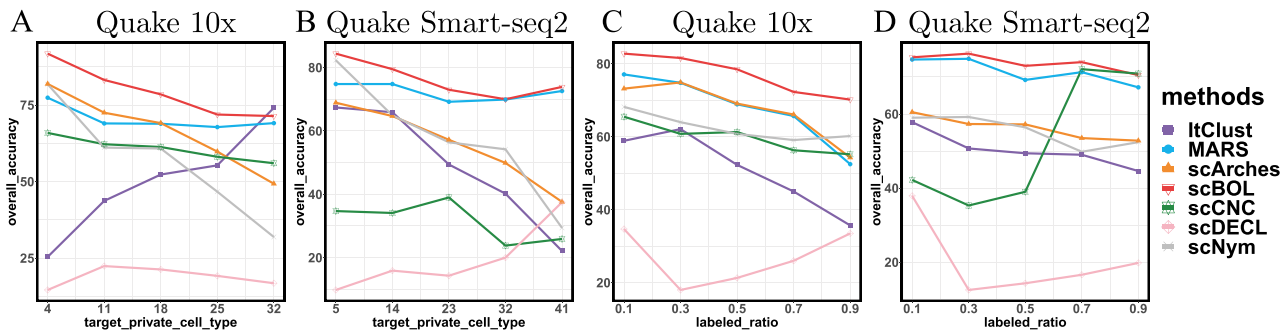 A Quake 10x
overall_accuracy
75
50
25
4 11 18 25 32
target_private_cell_type
B Quake Smart-seq2
overall_accuracy
80
60
40
20
5 14 23 32 41
target_private_cell_type
C Quake 10x
overall_accuracy
80
60
40
20
0.1 0.3 0.5 0.7 0.9
labeled_ratio
D Quake Smart-seq2
overall_accuracy
60
40
20
0.1 0.3 0.5 0.7 0.9
labeled_ratio
methods
ItClust
MARS
scArches
scBOL
scCNC
scDECL
scNym